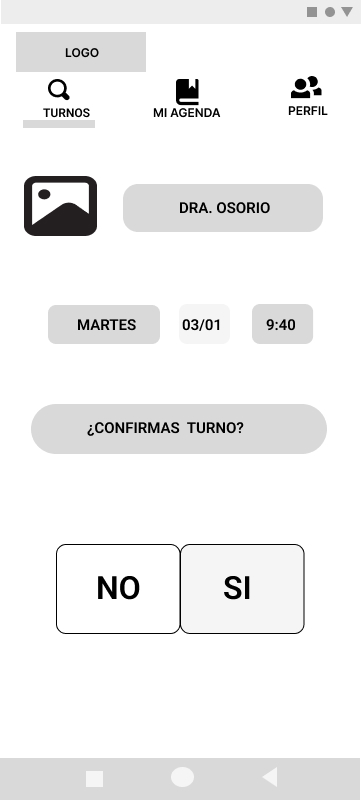 LOGO
TURNOS
MI AGENDA
PERFIL
DRA. OSORIO
MARTES
03/01
9:40
¿CONFIRMAS TURNO?
NO
SI